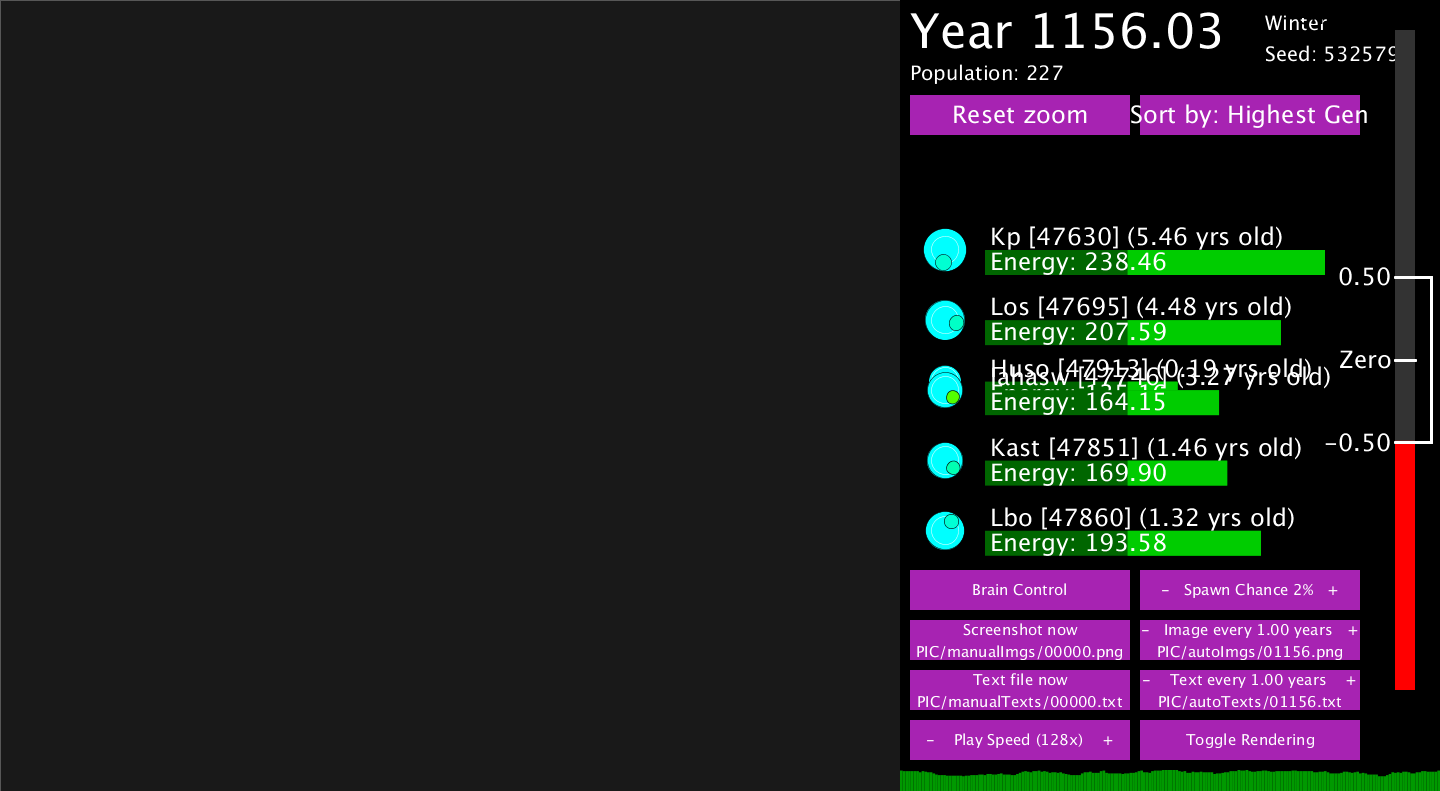 Year 1156.03
Winter
Seed: 532579
Population: 227
Reset zoom
Sort by: Highest Gen
Kp [47630] (5.46 yrs old)
Energy: 238.46
0.50
Los [47695] (4.48 yrs old)
Energy: 207.59
Zero
Huso [47913] (0.19 yrs old)
[47746] (3.27 yrs old)
Energy: 164.15
-0.50
Kast [47851] (1.46 yrs old)
Energy: 169.90
Lbo [47860] (1.32 yrs old)
Energy: 193.58
Brain Control
- Spawn Chance 2% +
Screenshot now
PIC/manualImgs/00000.png
- Image every 1.00 years +
PIC/autoImgs/01156.png
Text file now
PIC/manualTexts/00000.txt
- Text every 1.00 years +
PIC/autoTexts/01156.txt
- Play Speed (128x) +
Toggle Rendering